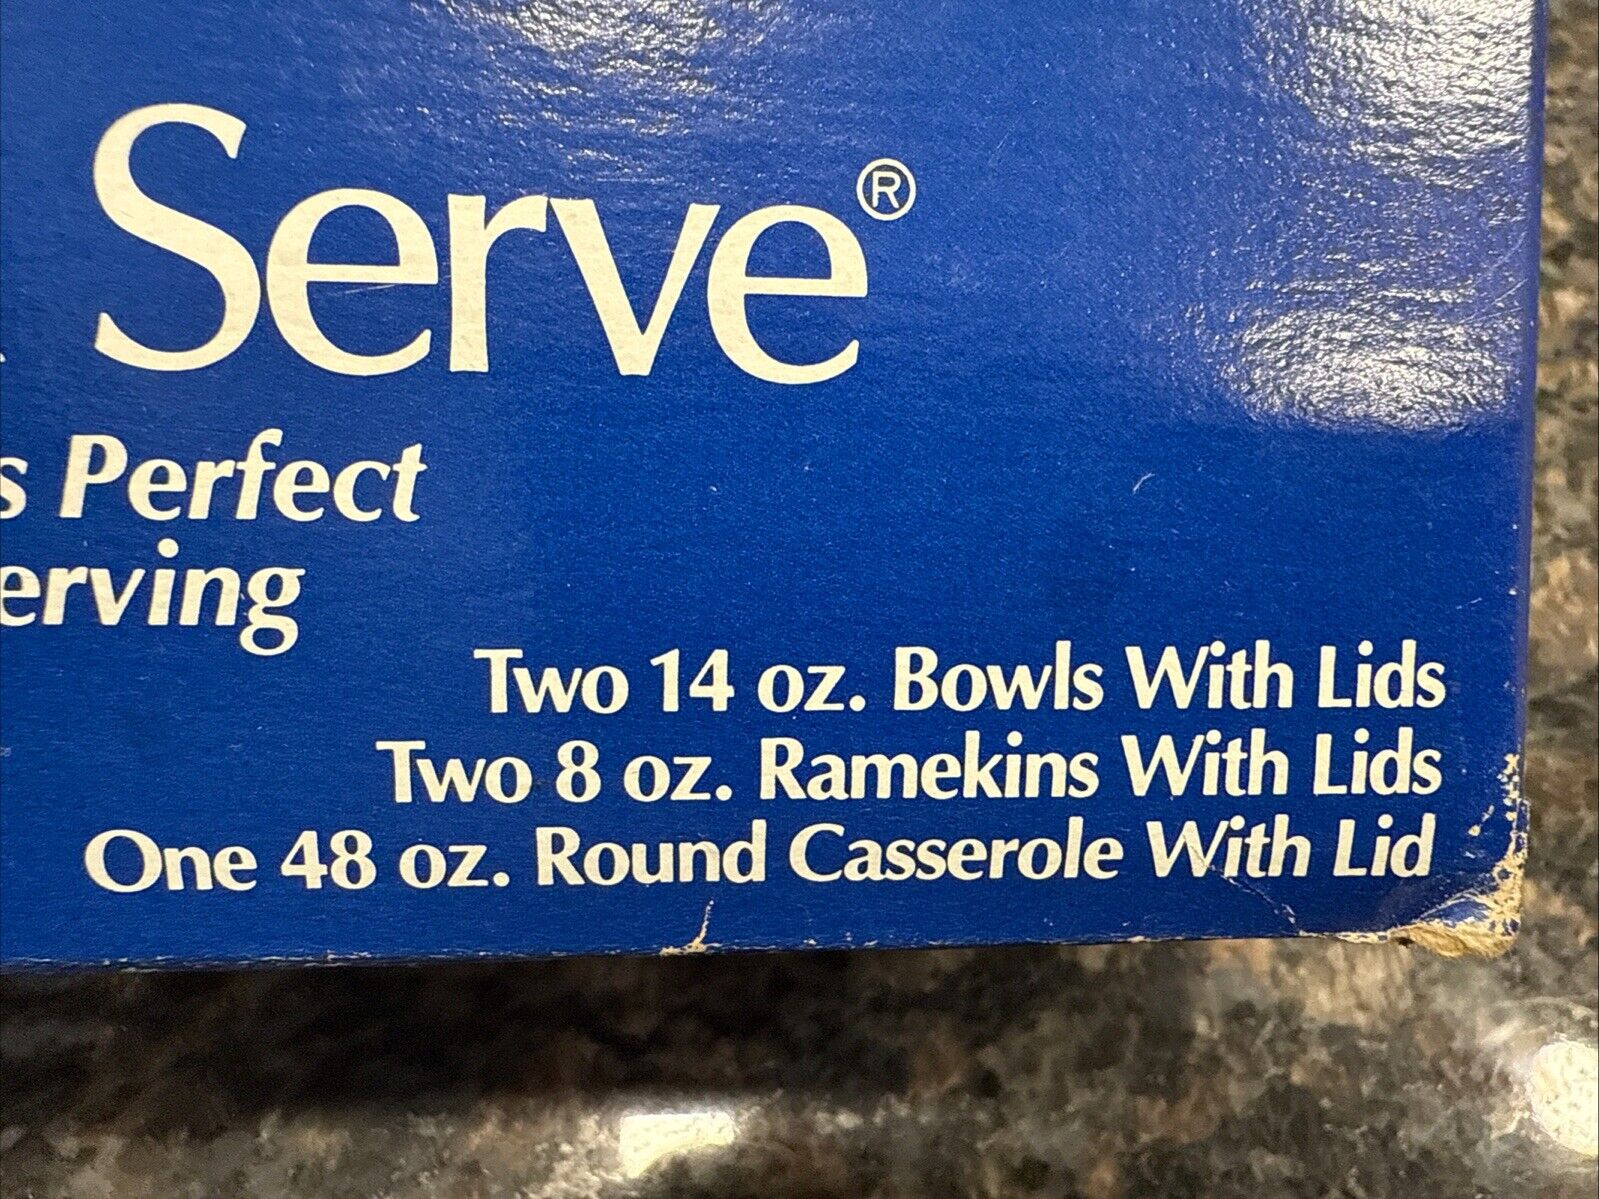 Serve®
s Perfect
erving
Two 14 oz. Bowls With Lids
Two 8 oz. Ramekins With Lids
One 48 oz. Round Casserole With Lid